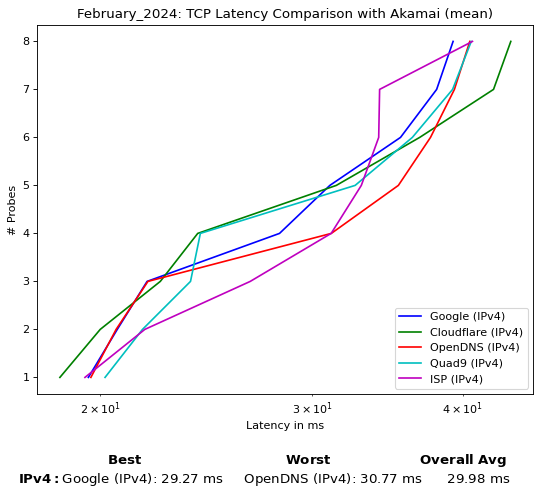 February_2024: TCP Latency Comparison with Akamai (mean)
8
7
6
5
4
3
2
1
# Probes
Google (IPv4)
Cloudflare (IPv4)
OpenDNS (IPv4)
Quad9 (IPv4)
ISP (IPv4)
2 × 10¹ 3 × 10¹ 4 × 10¹
Latency in ms
Best Worst Overall Avg
IPv4: Google (IPv4): 29.27 ms OpenDNS (IPv4): 30.77 ms 29.98 ms